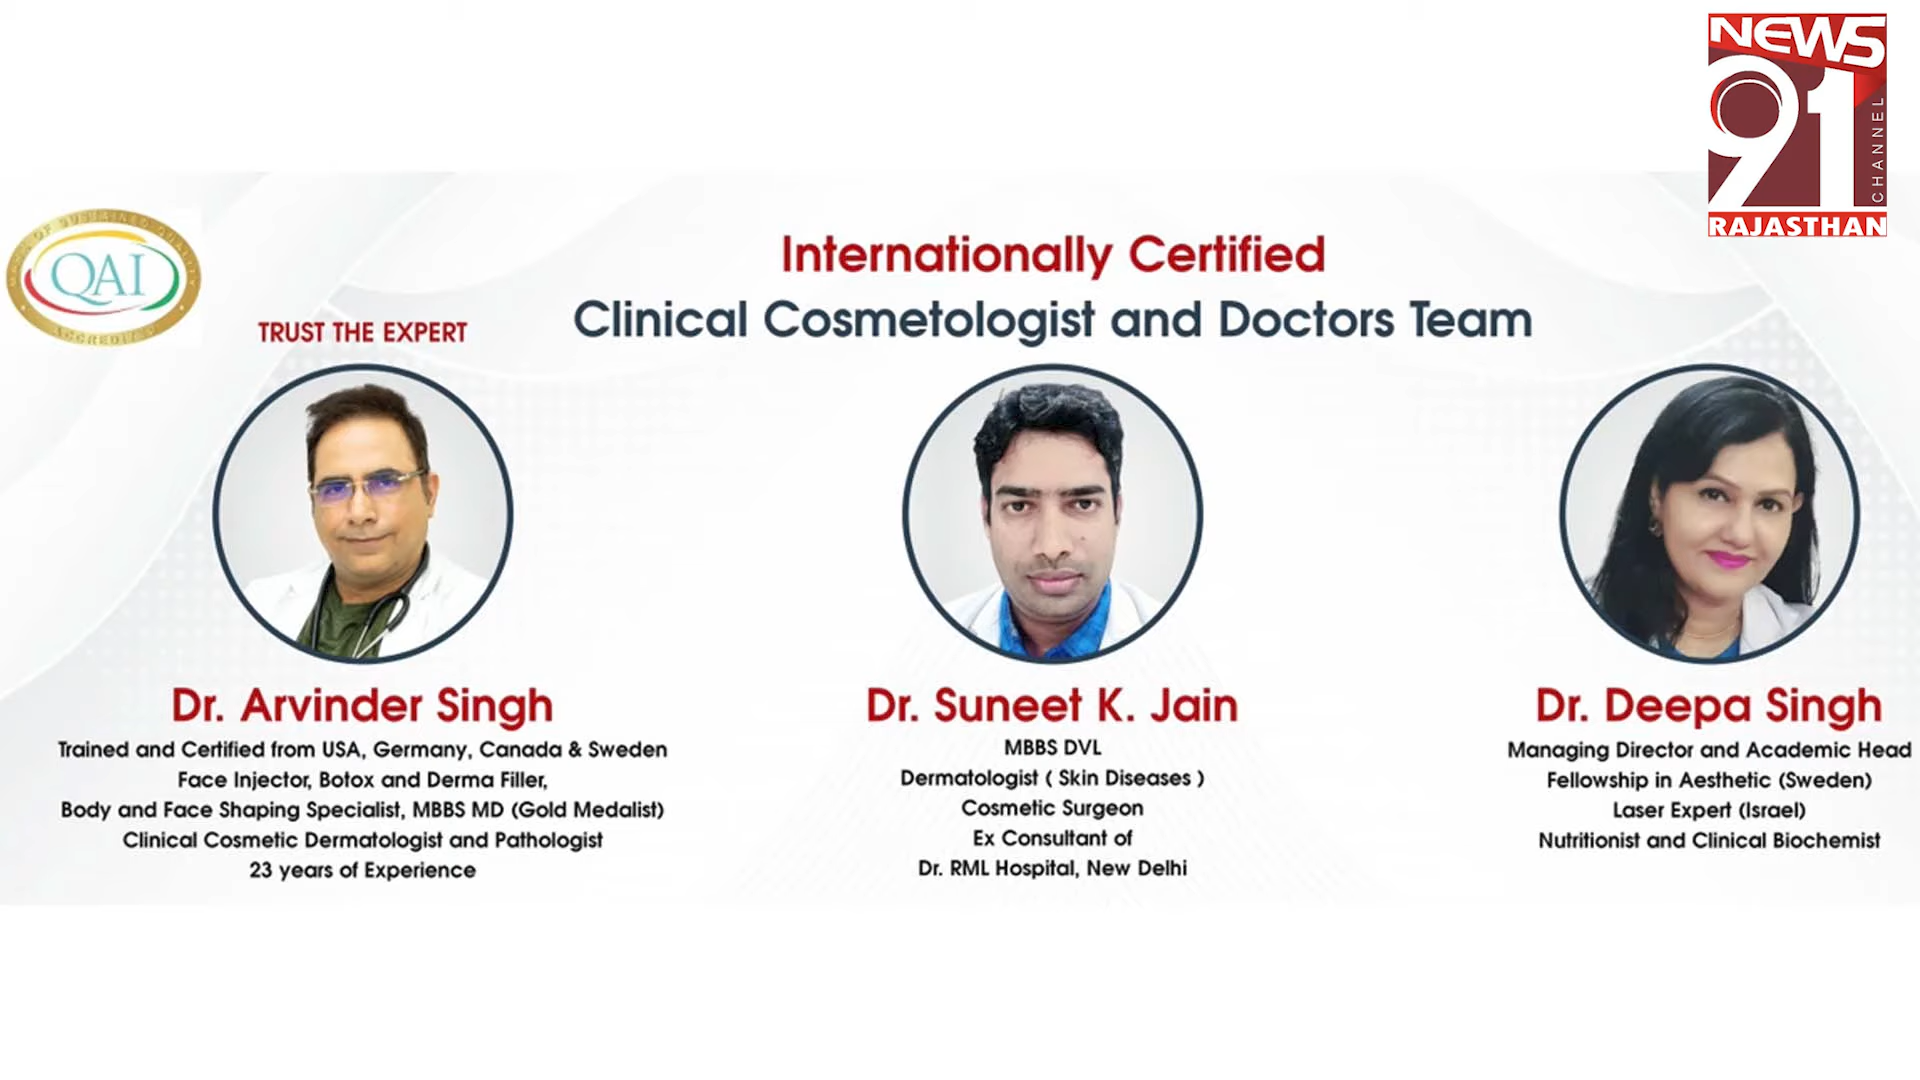 NEWS
91
CHANNEL
RAJASTHAN
QAI
ACCREDITED
Internationally Certified
Clinical Cosmetologist and Doctors Team
TRUST THE EXPERT
Dr. Arvinder Singh
Trained and Certified from USA, Germany, Canada & Sweden
Face Injector, Botox and Derma Filler,
Body and Face Shaping Specialist, MBBS MD (Gold Medalist)
Clinical Cosmetic Dermatologist and Pathologist
23 years of Experience
Dr. Suneet K. Jain
MBBS DVL
Dermatologist ( Skin Diseases )
Cosmetic Surgeon
Ex Consultant of
Dr. RML Hospital, New Delhi
Dr. Deepa Singh
Managing Director and Academic Head
Fellowship in Aesthetic (Sweden)
Laser Expert (Israel)
Nutritionist and Clinical Biochemist